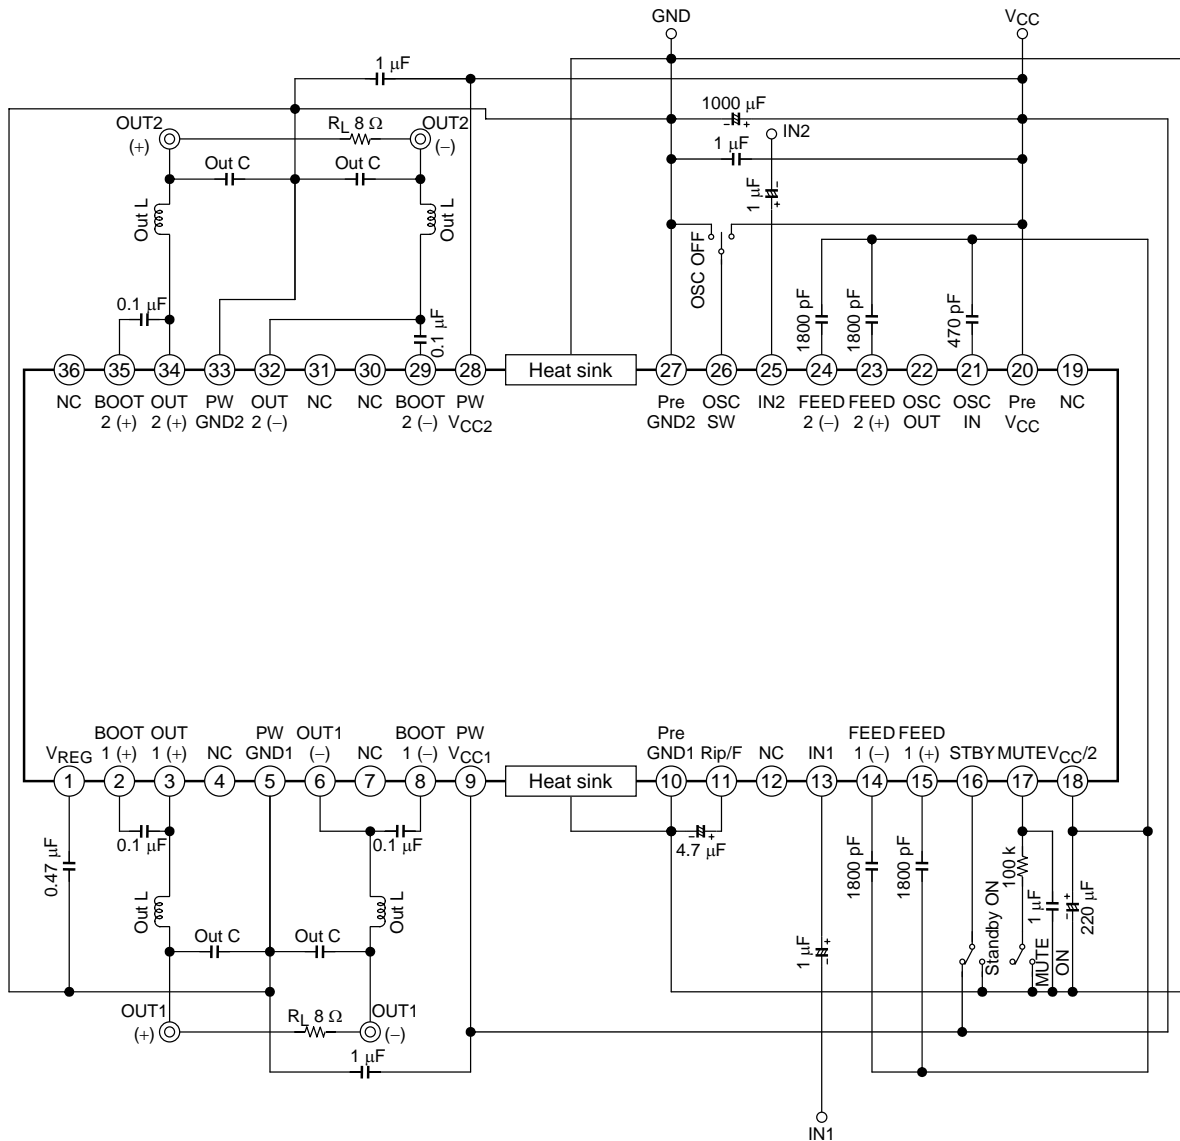 GND
VCC
1 μF
1000 μF
OUT2
(+)
RL 8 Ω
OUT2
(−)
IN2
1 μF
Out C
Out C
1 μF
Out L
Out L
OSC OFF
0.1 μF
0.1 μF
1800 pF
1800 pF
470 pF
36
35
34
33
32
31
30
29
28
Heat sink
27
26
25
24
23
22
21
20
19
NC
BOOT
2 (+)
OUT
2 (+)
PW
GND2
OUT
2 (−)
NC
NC
BOOT
2 (−)
PW
VCC2
Pre
GND2
OSC
SW
IN2
FEED
2 (−)
FEED
2 (+)
OSC
OUT
OSC
IN
Pre
VCC
NC
VREG
BOOT
1 (+)
OUT
1 (+)
NC
PW
GND1
OUT1
(−)
NC
BOOT
1 (−)
PW
VCC1
Pre
GND1
Rip/F
NC
IN1
FEED
1 (−)
FEED
1 (+)
STBY
MUTE
VCC/2
1
2
3
4
5
6
7
8
9
Heat sink
10
11
12
13
14
15
16
17
18
0.1 μF
0.1 μF
4.7 μF
0.47 μF
1800 pF
1800 pF
100 k
Out L
Out L
Standby ON
1 μF
220 μF
Out C
Out C
1 μF
MUTE
ON
OUT1
(+)
RL 8 Ω
OUT1
(−)
1 μF
IN1